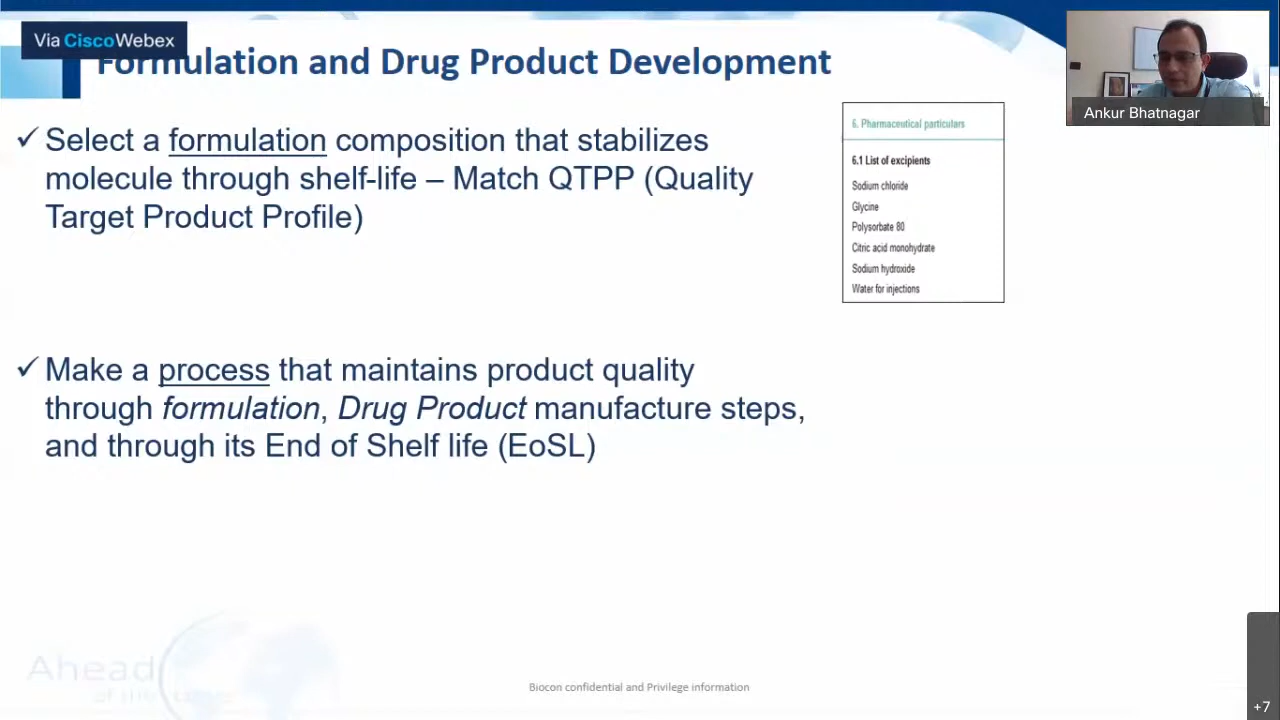 Via CiscoWebex
Formulation and Drug Product Development
Ankur Bhatnagar
✓ Select a formulation composition that stabilizes
molecule through shelf-life – Match QTPP (Quality
Target Product Profile)
6. Pharmaceutical particulars
6.1 List of excipients
Sodium chloride
Glycine
Polysorbate 80
Citric acid monohydrate
Sodium hydroxide
Water for injections
✓ Make a process that maintains product quality
through formulation, Drug Product manufacture steps,
and through its End of Shelf life (EoSL)
Ahead
of the
Biocon confidential and Privilege information
+7